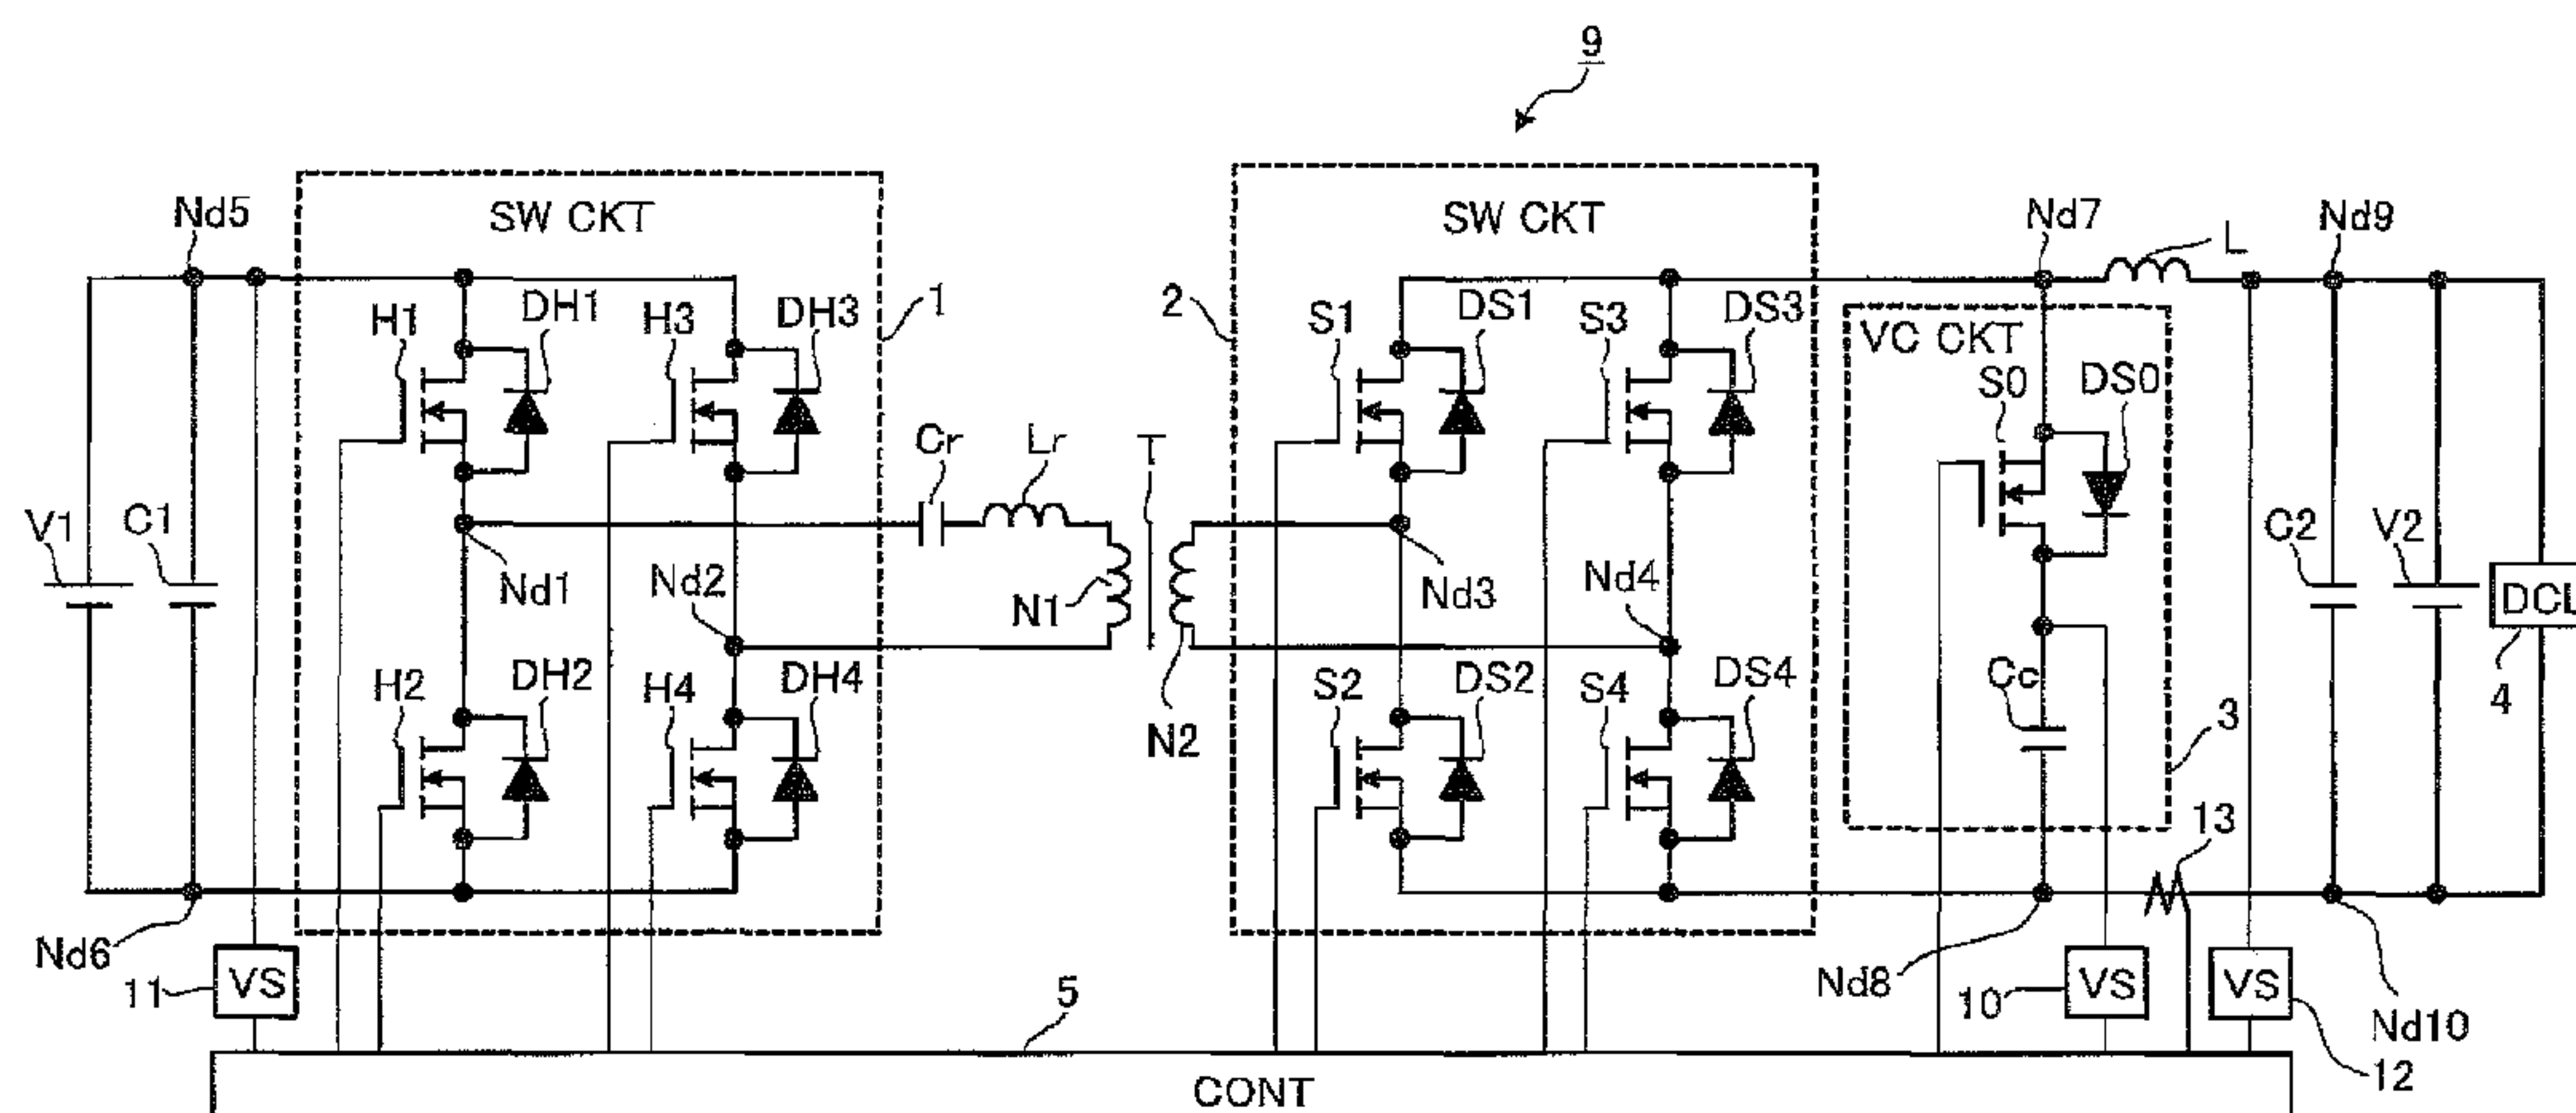 9
SW CKT
SW CKT
Nd5
Nd7
L
Nd9
H1
DH1
H3
DH3
1
2
S1
DS1
S3
DS3
VC CKT
S0
DS0
Cr
Lr
T
V1
C1
Nd1
Nd2
N1
Nd3
Nd4
C2
V2
DCL
H2
DH2
H4
DH4
N2
S2
DS2
S4
DS4
Cc
3
4
13
Nd6
11
VS
5
Nd8
10
VS
VS
Nd10
12
CONT